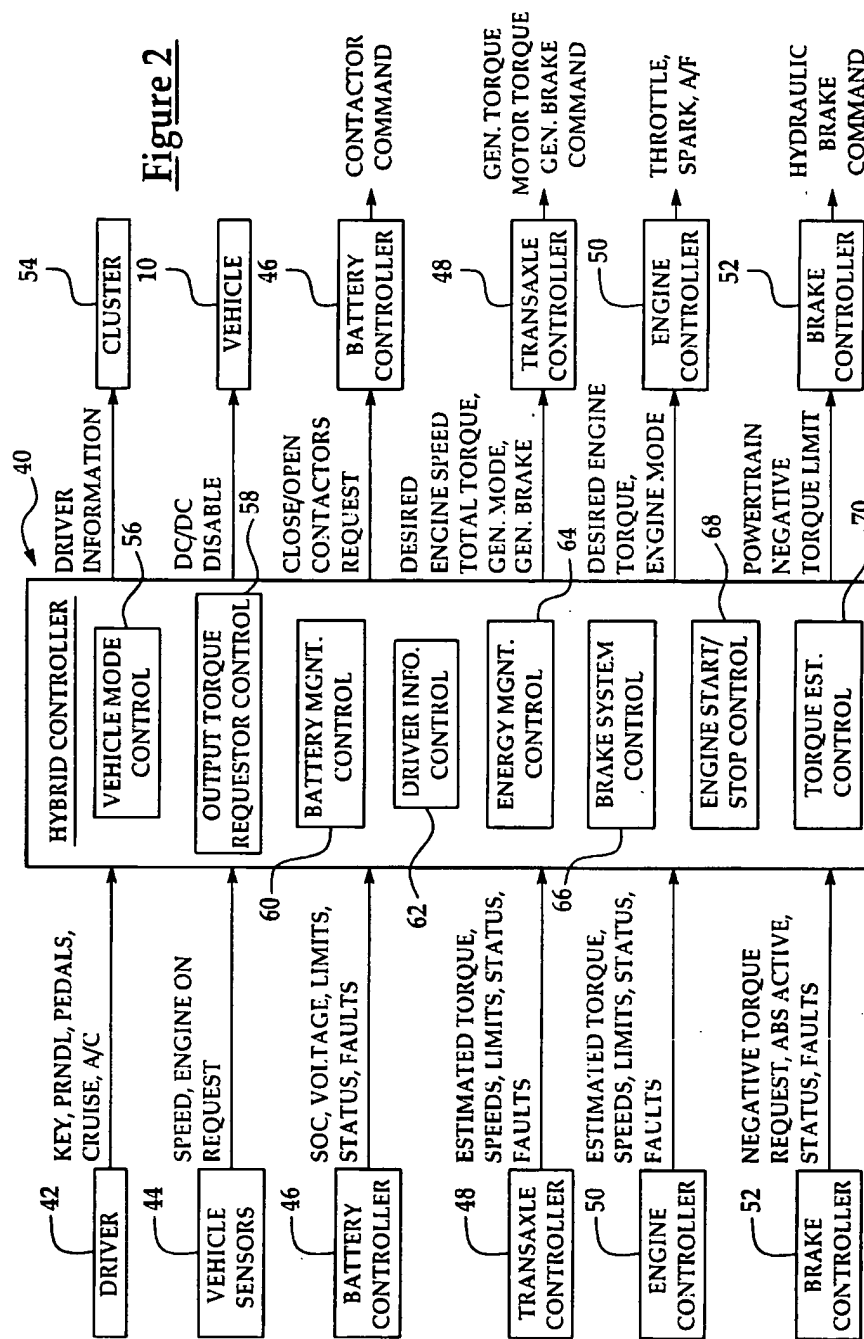 Figure 2
40
HYBRID CONTROLLER
42
DRIVER
KEY, PRNDL, PEDALS,
CRUISE, A/C
44
VEHICLE
SENSORS
SPEED, ENGINE ON
REQUEST
46
BATTERY
CONTROLLER
SOC, VOLTAGE, LIMITS,
STATUS, FAULTS
48
TRANSAXLE
CONTROLLER
ESTIMATED TORQUE,
SPEEDS, LIMITS, STATUS,
FAULTS
50
ENGINE
CONTROLLER
ESTIMATED TORQUE,
SPEEDS, LIMITS, STATUS,
FAULTS
52
BRAKE
CONTROLLER
NEGATIVE TORQUE
REQUEST, ABS ACTIVE,
STATUS, FAULTS
VEHICLE MODE
CONTROL
56
OUTPUT TORQUE
REQUESTOR CONTROL
58
BATTERY MGNT.
CONTROL
60
DRIVER INFO.
CONTROL
62
ENERGY MGNT.
CONTROL
64
BRAKE SYSTEM
CONTROL
66
ENGINE START/
STOP CONTROL
68
TORQUE EST.
CONTROL
70
DRIVER
INFORMATION
54
CLUSTER
DC/DC
DISABLE
10
VEHICLE
CLOSE/OPEN
CONTACTORS
REQUEST
46
BATTERY
CONTROLLER
CONTACTOR
COMMAND
DESIRED
ENGINE SPEED
TOTAL TORQUE,
GEN. MODE,
GEN. BRAKE
48
TRANSAXLE
CONTROLLER
GEN. TORQUE
MOTOR TORQUE
GEN. BRAKE
COMMAND
DESIRED ENGINE
TORQUE,
ENGINE MODE
50
ENGINE
CONTROLLER
THROTTLE,
SPARK, A/F
POWERTRAIN
NEGATIVE
TORQUE LIMIT
52
BRAKE
CONTROLLER
HYDRAULIC
BRAKE
COMMAND